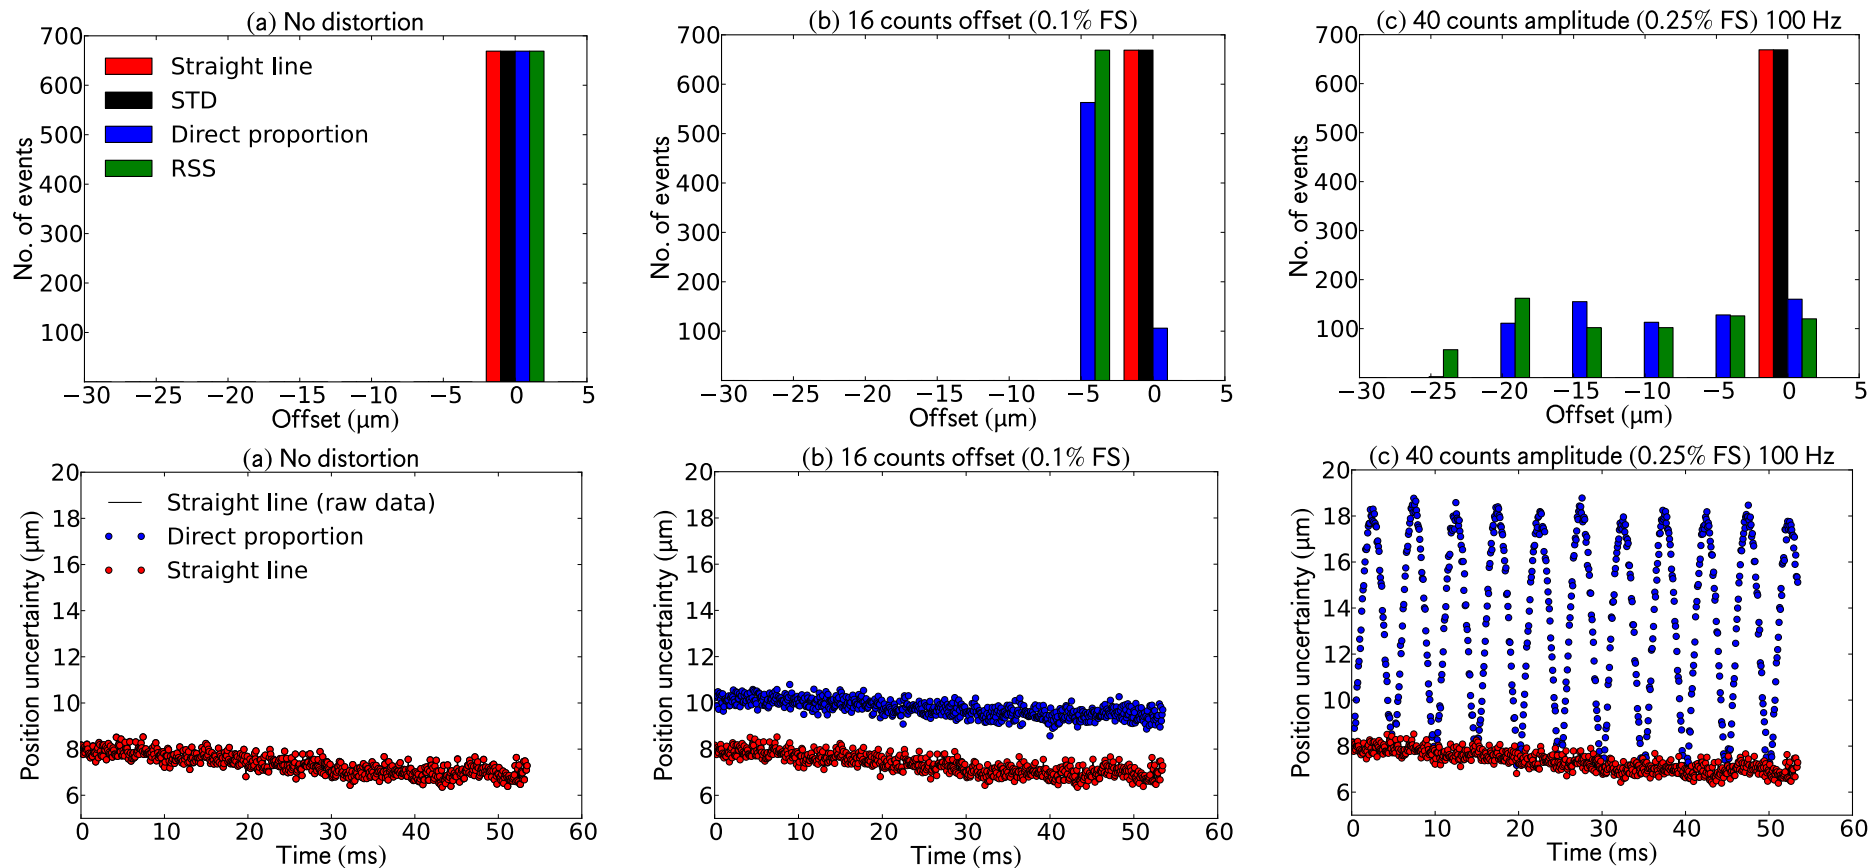 (a) No distortion
700
600
500
400
300
200
100
No. of events
Straight line
STD
Direct proportion
RSS
−30 −25 −20 −15 −10 −5 0 5
Offset (µm)
(b) 16 counts offset (0.1% FS)
700
600
500
400
300
200
100
No. of events
−30 −25 −20 −15 −10 −5 0 5
Offset (µm)
(c) 40 counts amplitude (0.25% FS) 100 Hz
700
600
500
400
300
200
100
No. of events
−30 −25 −20 −15 −10 −5 0 5
Offset (µm)
(a) No distortion
20
18
16
14
12
10
8
6
Position uncertainty (µm)
Straight line (raw data)
Direct proportion
Straight line
0 10 20 30 40 50 60
Time (ms)
(b) 16 counts offset (0.1% FS)
20
18
16
14
12
10
8
6
Position uncertainty (µm)
0 10 20 30 40 50 60
Time (ms)
(c) 40 counts amplitude (0.25% FS) 100 Hz
20
18
16
14
12
10
8
6
Position uncertainty (µm)
0 10 20 30 40 50 60
Time (ms)